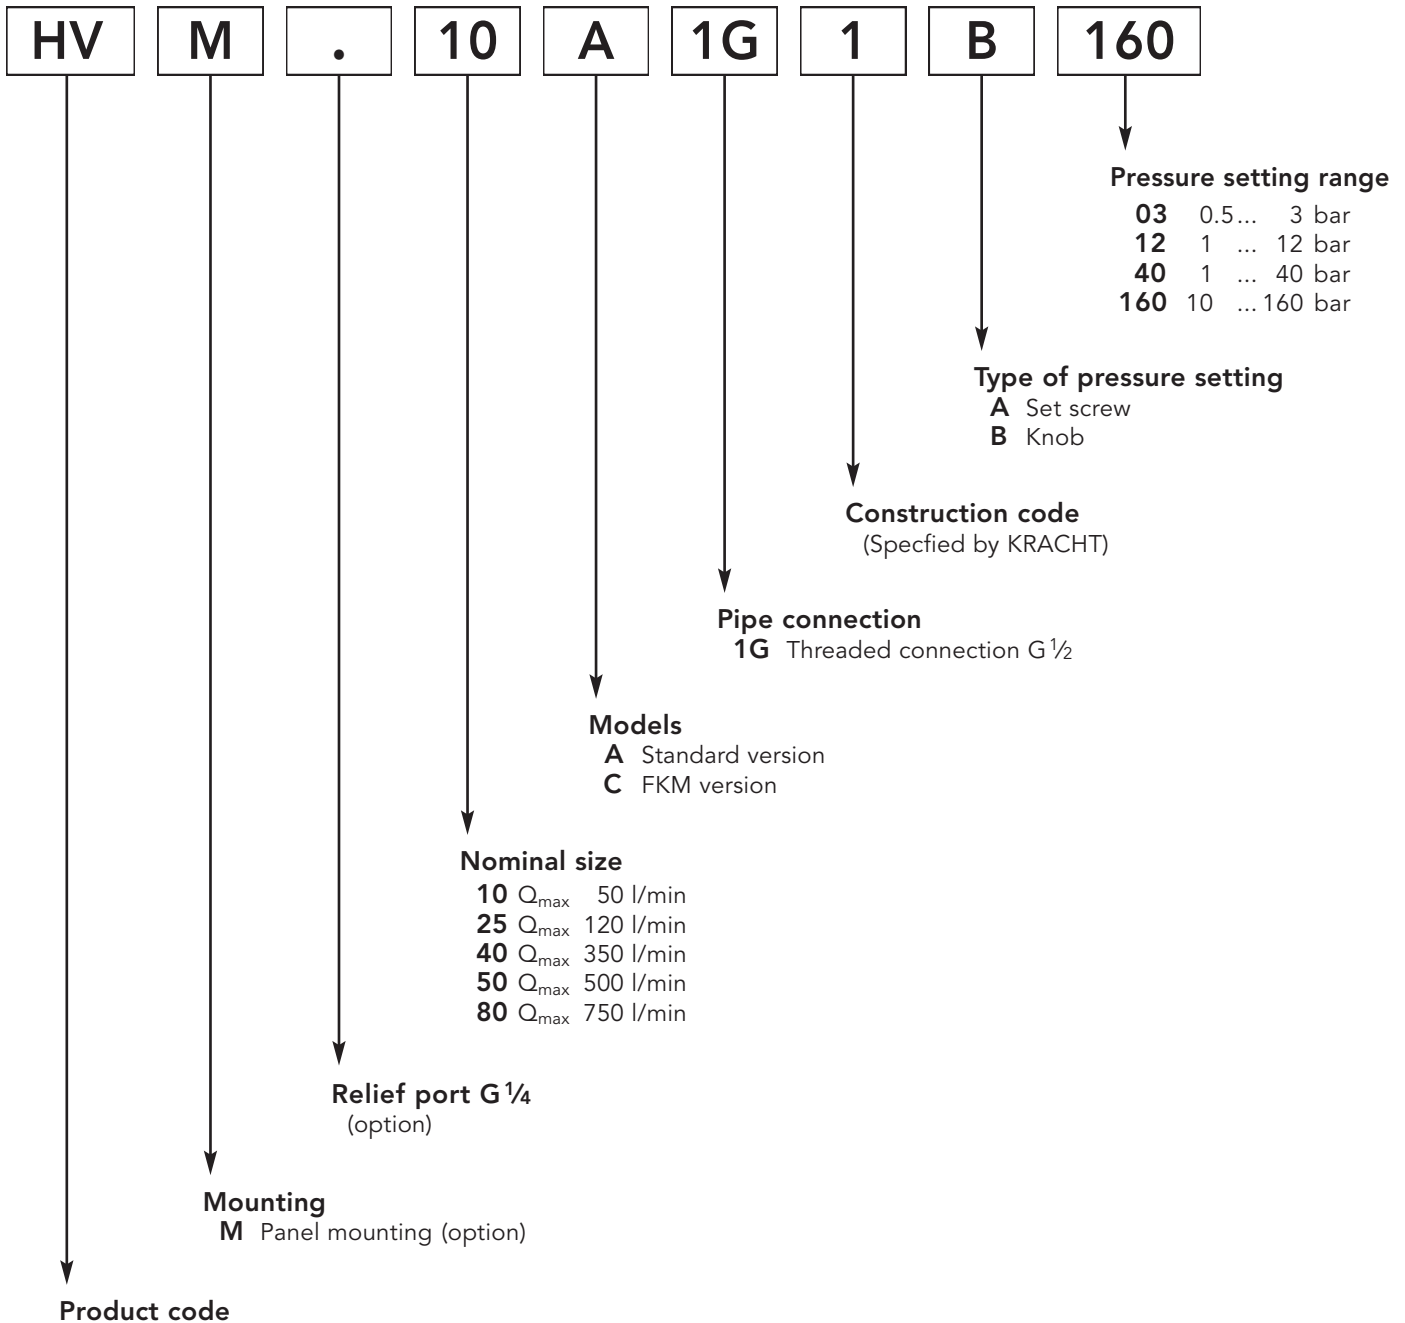 HV M . 10 A 1G 1 B 160
Pressure setting range
03 0.5... 3 bar
12 1 ... 12 bar
40 1 ... 40 bar
160 10 ... 160 bar
Type of pressure setting
A Set screw
B Knob
Construction code
(Specfied by KRACHT)
Pipe connection
1G Threaded connection G 1/2
Models
A Standard version
C FKM version
Nominal size
10 Qmax 50 l/min
25 Qmax 120 l/min
40 Qmax 350 l/min
50 Qmax 500 l/min
80 Qmax 750 l/min
Relief port G 1/4
(option)
Mounting
M Panel mounting (option)
Product code